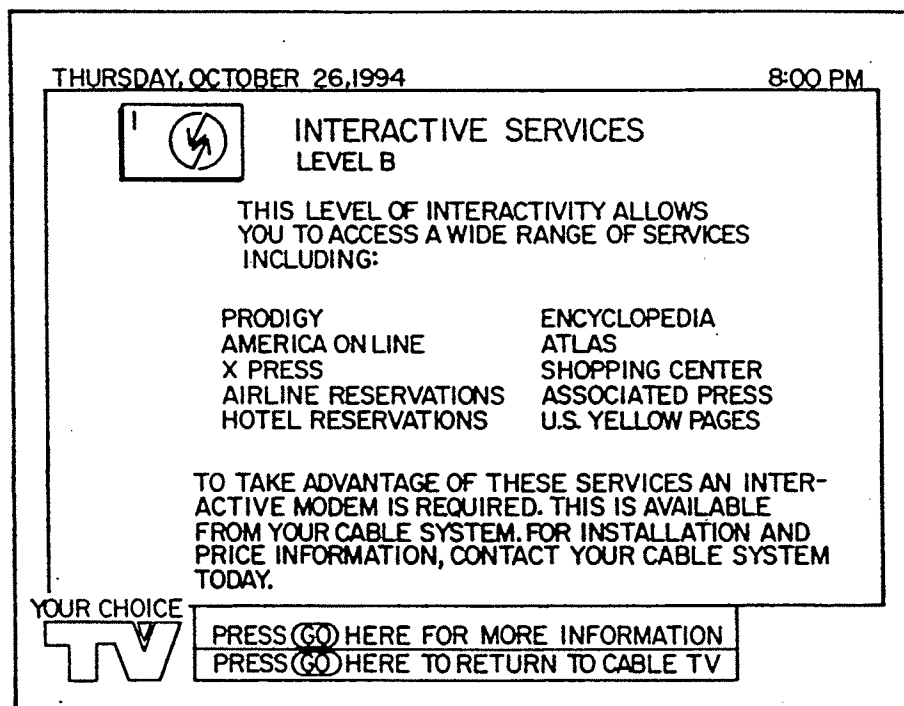 THURSDAY, OCTOBER 26,1994 8:00 PM
INTERACTIVE SERVICES
LEVEL B
THIS LEVEL OF INTERACTIVITY ALLOWS
YOU TO ACCESS A WIDE RANGE OF SERVICES
INCLUDING:
PRODIGY ENCYCLOPEDIA
AMERICA ON LINE ATLAS
X PRESS SHOPPING CENTER
AIRLINE RESERVATIONS ASSOCIATED PRESS
HOTEL RESERVATIONS U.S. YELLOW PAGES
TO TAKE ADVANTAGE OF THESE SERVICES AN INTER-
ACTIVE MODEM IS REQUIRED. THIS IS AVAILABLE
FROM YOUR CABLE SYSTEM. FOR INSTALLATION AND
PRICE INFORMATION, CONTACT YOUR CABLE SYSTEM
TODAY.
YOUR CHOICE
TV
PRESS GO HERE FOR MORE INFORMATION
PRESS GO HERE TO RETURN TO CABLE TV